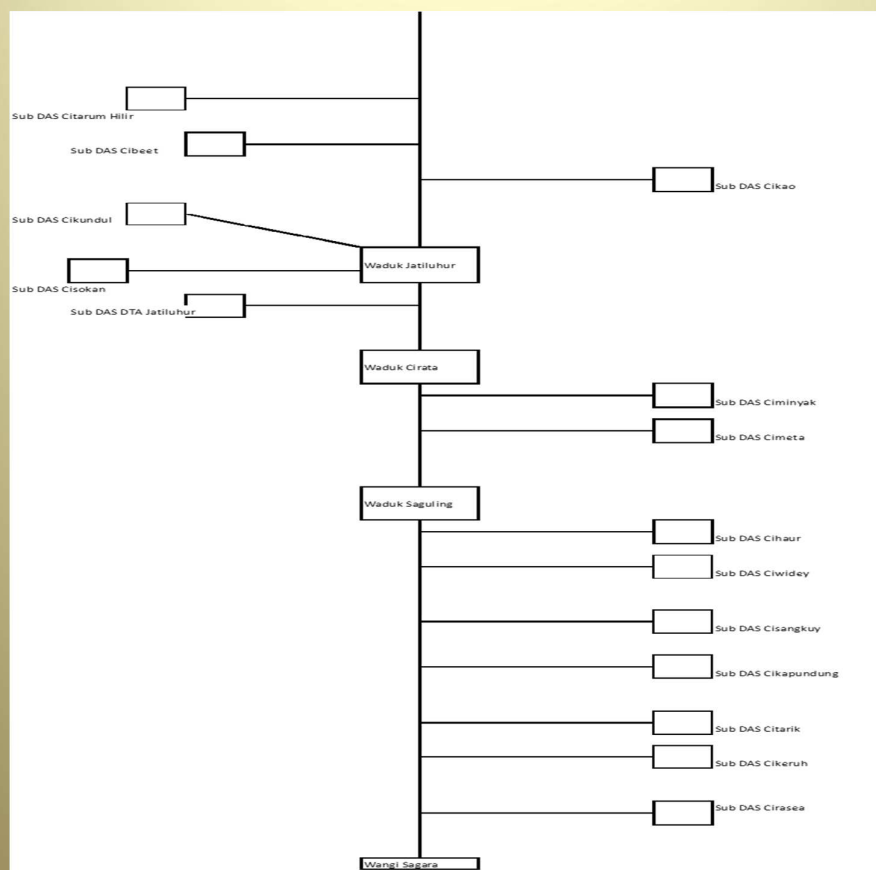 Sub DAS Citarum Hilir
Sub DAS Cibeet
Sub DAS Cikao
Sub DAS Cikundul
Waduk Jatiluhur
Sub DAS Cisokan
Sub DAS DTA Jatiluhur
Waduk Cirata
Sub DAS Ciminyak
Sub DAS Cimeta
Waduk Saguling
Sub DAS Cihaur
Sub DAS Ciwidey
Sub DAS Cisangkuy
Sub DAS Cikapundung
Sub DAS Citarik
Sub DAS Cikeruh
Sub DAS Cirasea
Wangi Sagara